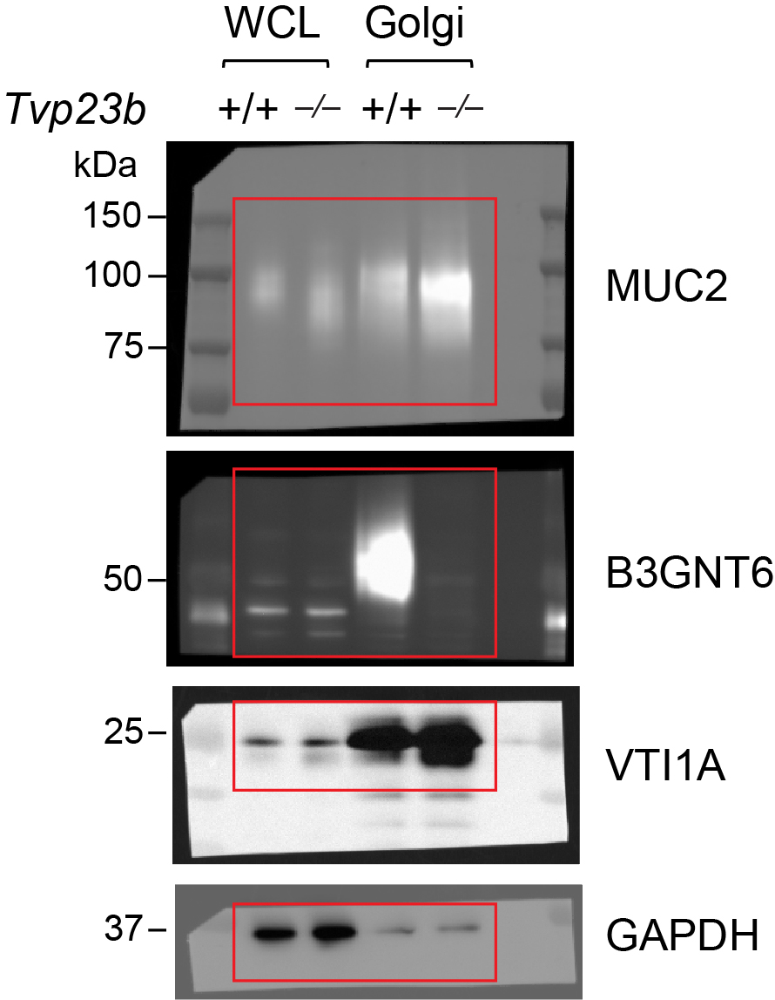 WCL Golgi
Tvp23b +/+ –/– +/+ –/–
kDa
150
100
75
MUC2
50
B3GNT6
25
VTI1A
37
GAPDH